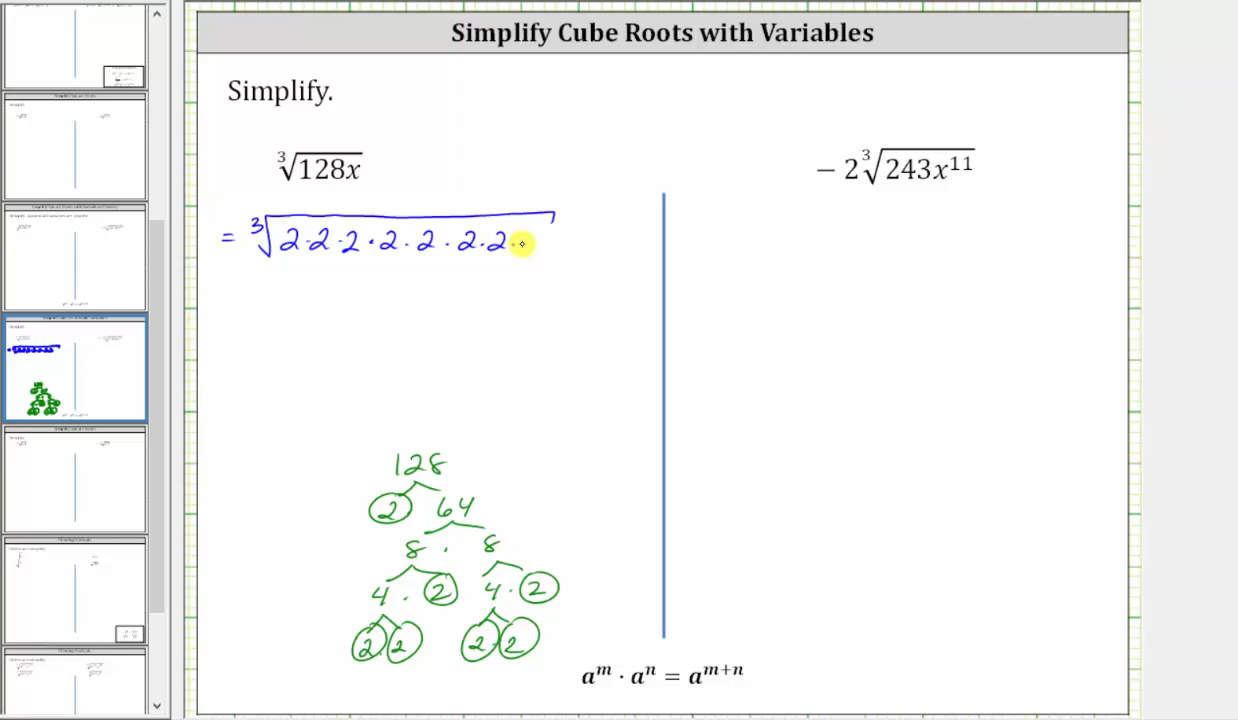 Simplify Cube Roots with Variables
Simplify.
∛128x
= ∛2·2·2·2·2·2·2·
128
2 64
8 · 8
4 · 2 4 · 2
2 · 2 2 · 2
−2∛243x¹¹
aᵐ · aⁿ = aᵐ⁺ⁿ